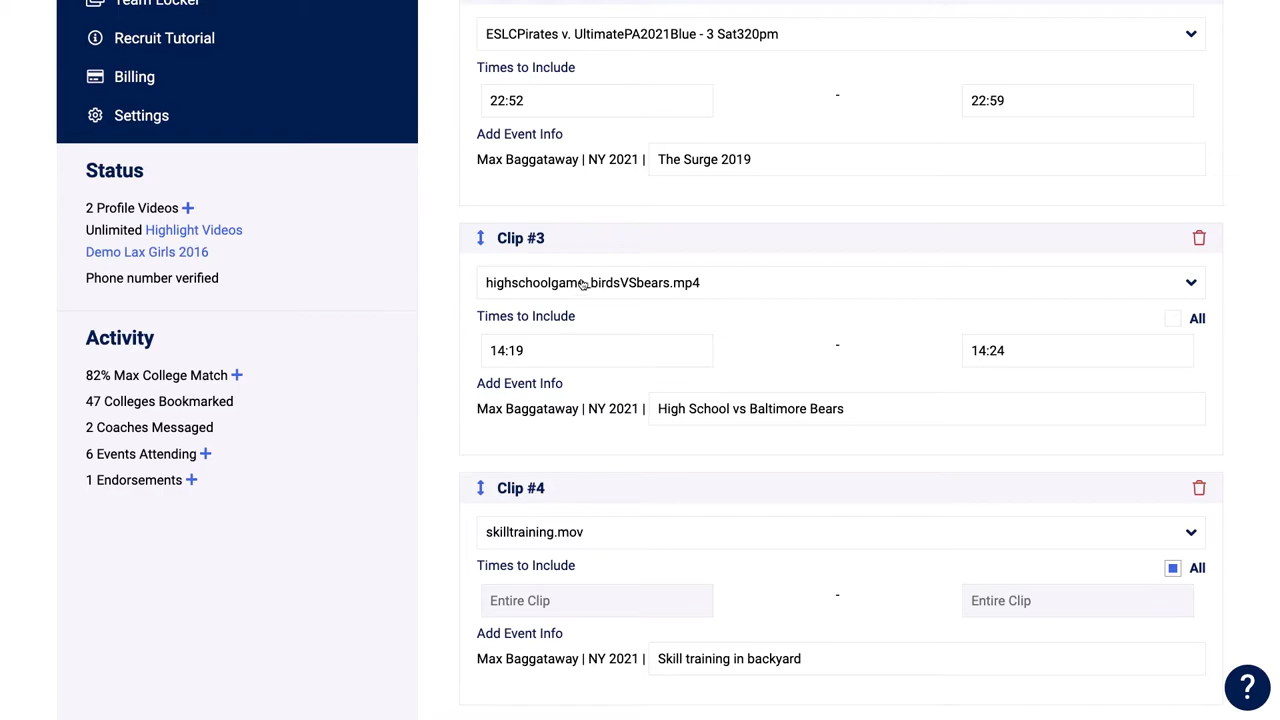 Team Locker
Recruit Tutorial
Billing
Settings
Status
2 Profile Videos +
Unlimited Highlight Videos
Demo Lax Girls 2016
Phone number verified
Activity
82% Max College Match +
47 Colleges Bookmarked
2 Coaches Messaged
6 Events Attending +
1 Endorsements +
ESLCPirates v. UltimatePA2021Blue - 3 Sat320pm
Times to Include
22:52 - 22:59
Add Event Info
Max Baggataway | NY 2021 | The Surge 2019
Clip #3
highschoolgame_birdsVSbears.mp4
Times to Include All
14:19 - 14:24
Add Event Info
Max Baggataway | NY 2021 | High School vs Baltimore Bears
Clip #4
skilltraining.mov
Times to Include All
Entire Clip - Entire Clip
Add Event Info
Max Baggataway | NY 2021 | Skill training in backyard
?